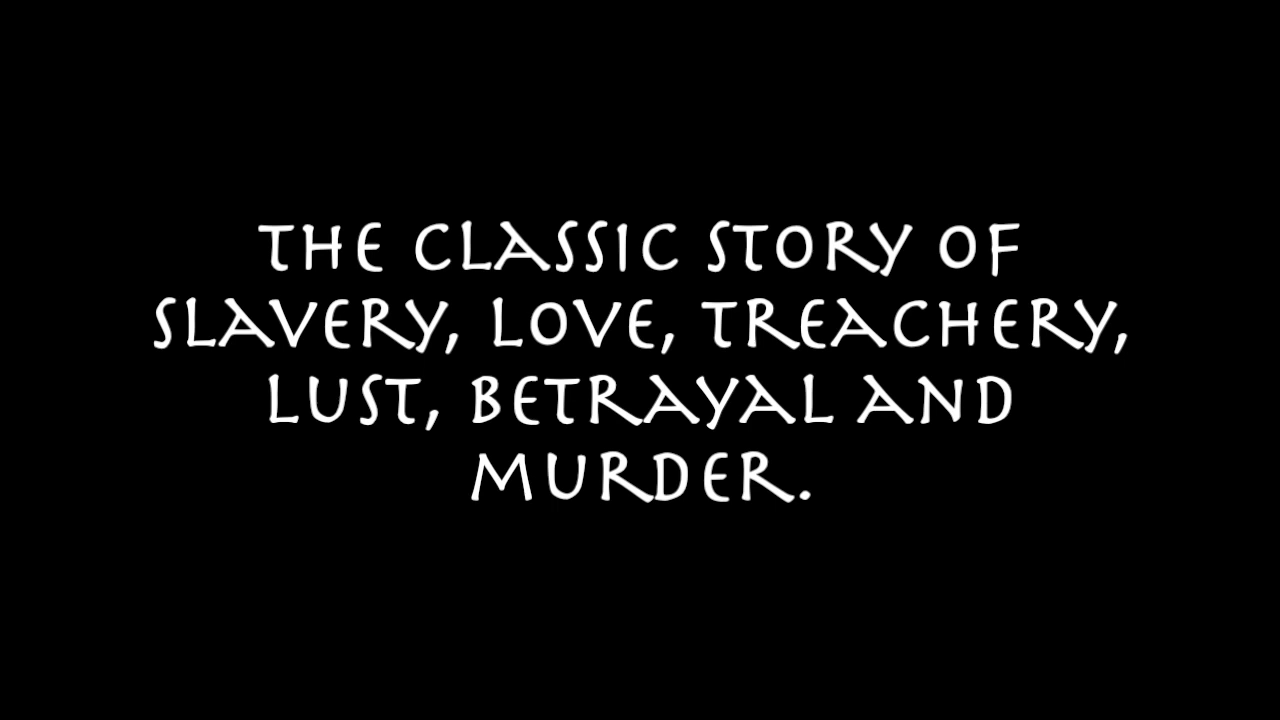 THE CLASSIC STORY OF
SLAVERY, LOVE, TREACHERY,
LUST, BETRAYAL AND
MURDER.